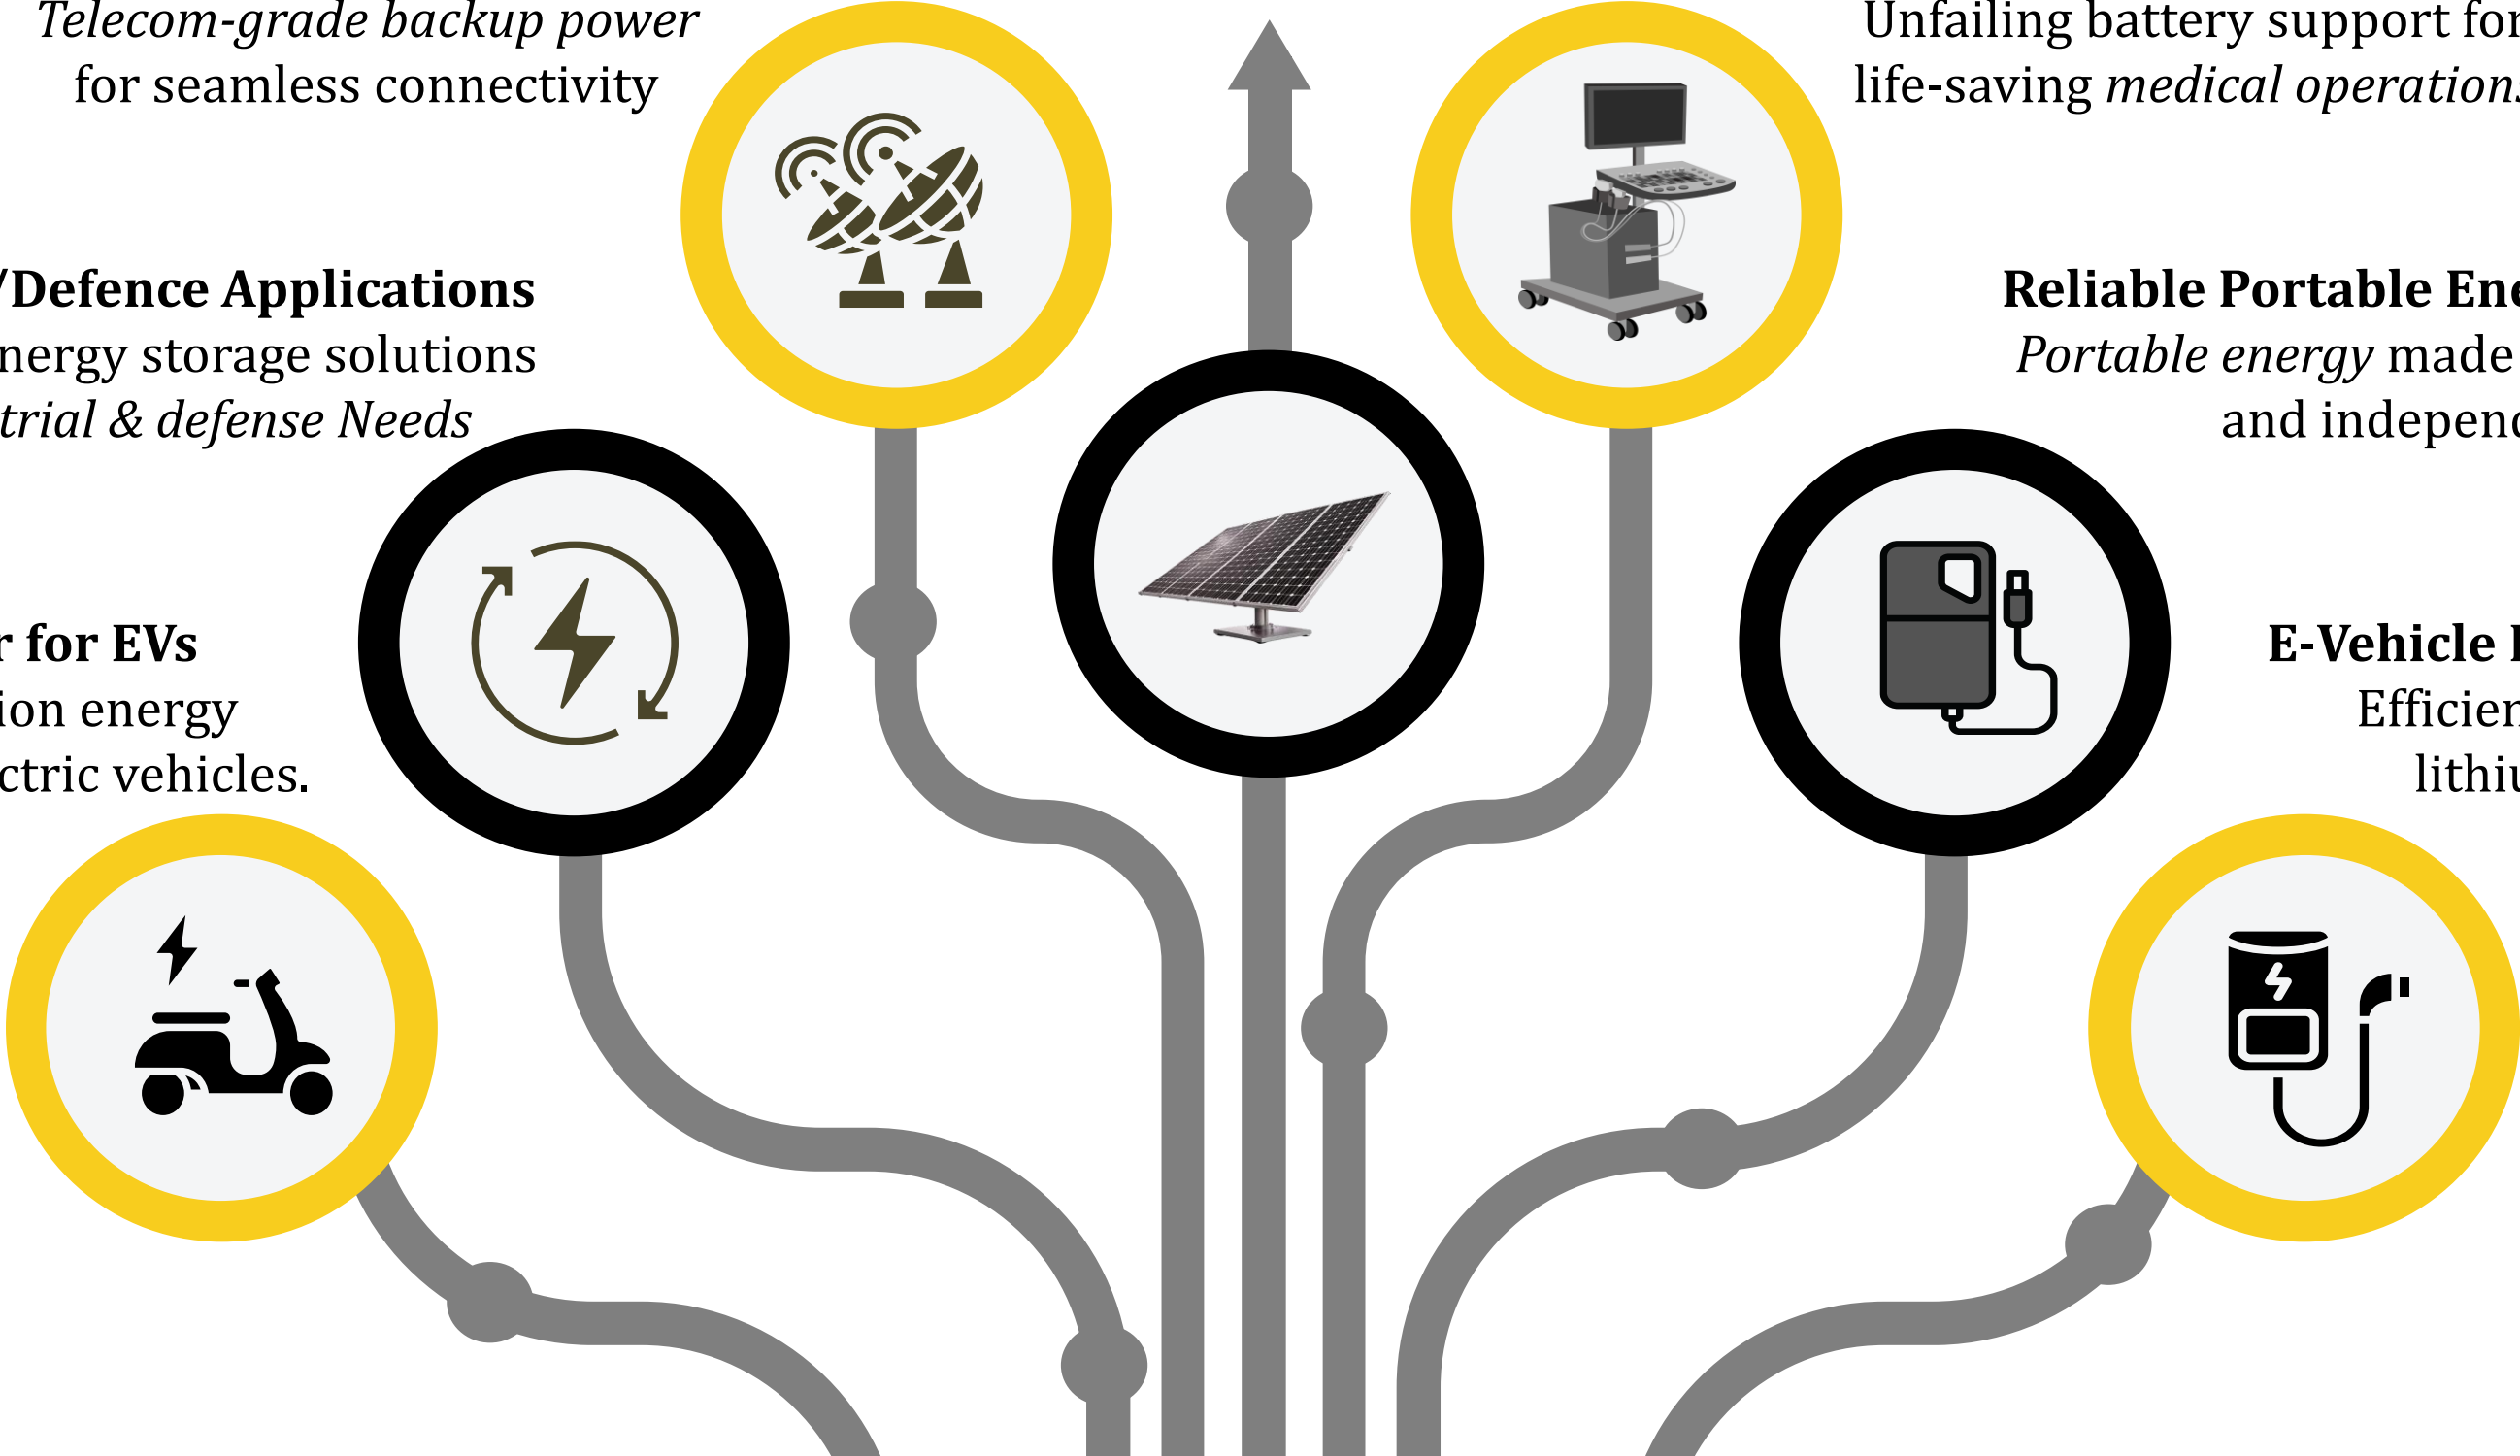 Telecom-grade backup power
for seamless connectivity
Unfailing battery support for
life-saving medical operations
/Defence Applications
nergy storage solutions
trial & defense Needs
Reliable Portable Ene
Portable energy made
and independ
r for EVs
ion energy
ctric vehicles.
E-Vehicle
Efficien
lithiu